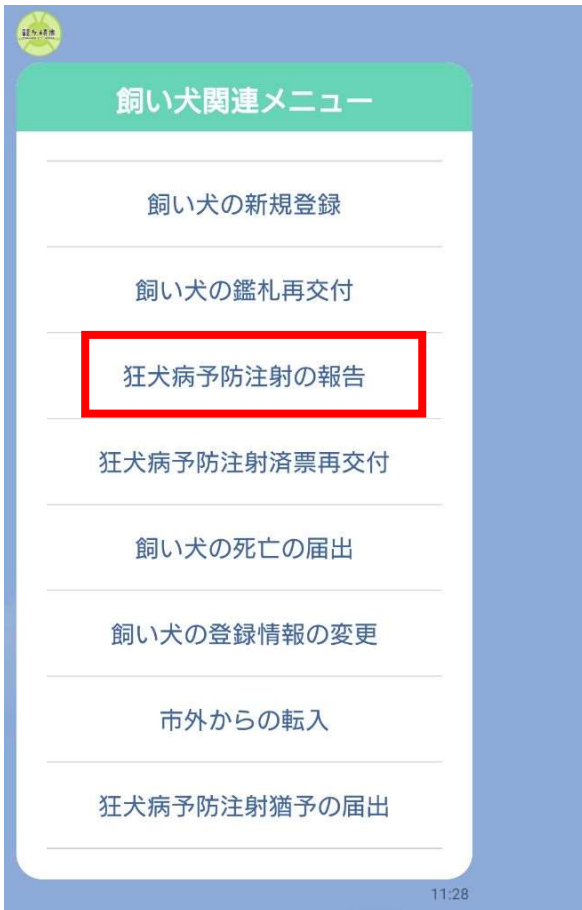 龍ケ崎市
飼い犬関連メニュー
飼い犬の新規登録
飼い犬の鑑札再交付
狂犬病予防注射の報告
狂犬病予防注射済票再交付
飼い犬の死亡の届出
飼い犬の登録情報の変更
市外からの転入
狂犬病予防注射猶予の届出
11:28